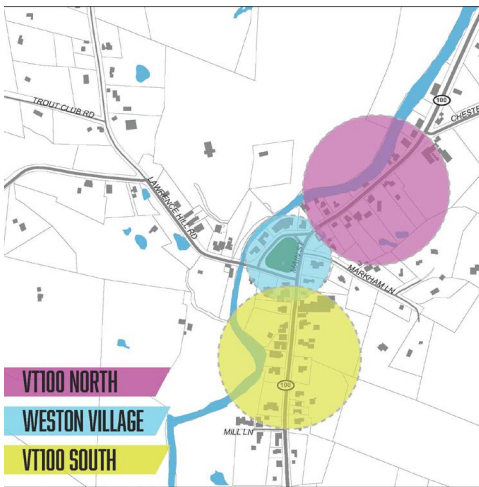 100
CHESTE
TROUT CLUB RD
LAWRENCE HILL RD
MARKHAM LN
100
MILL LN
VT100 NORTH
WESTON VILLAGE
VT100 SOUTH